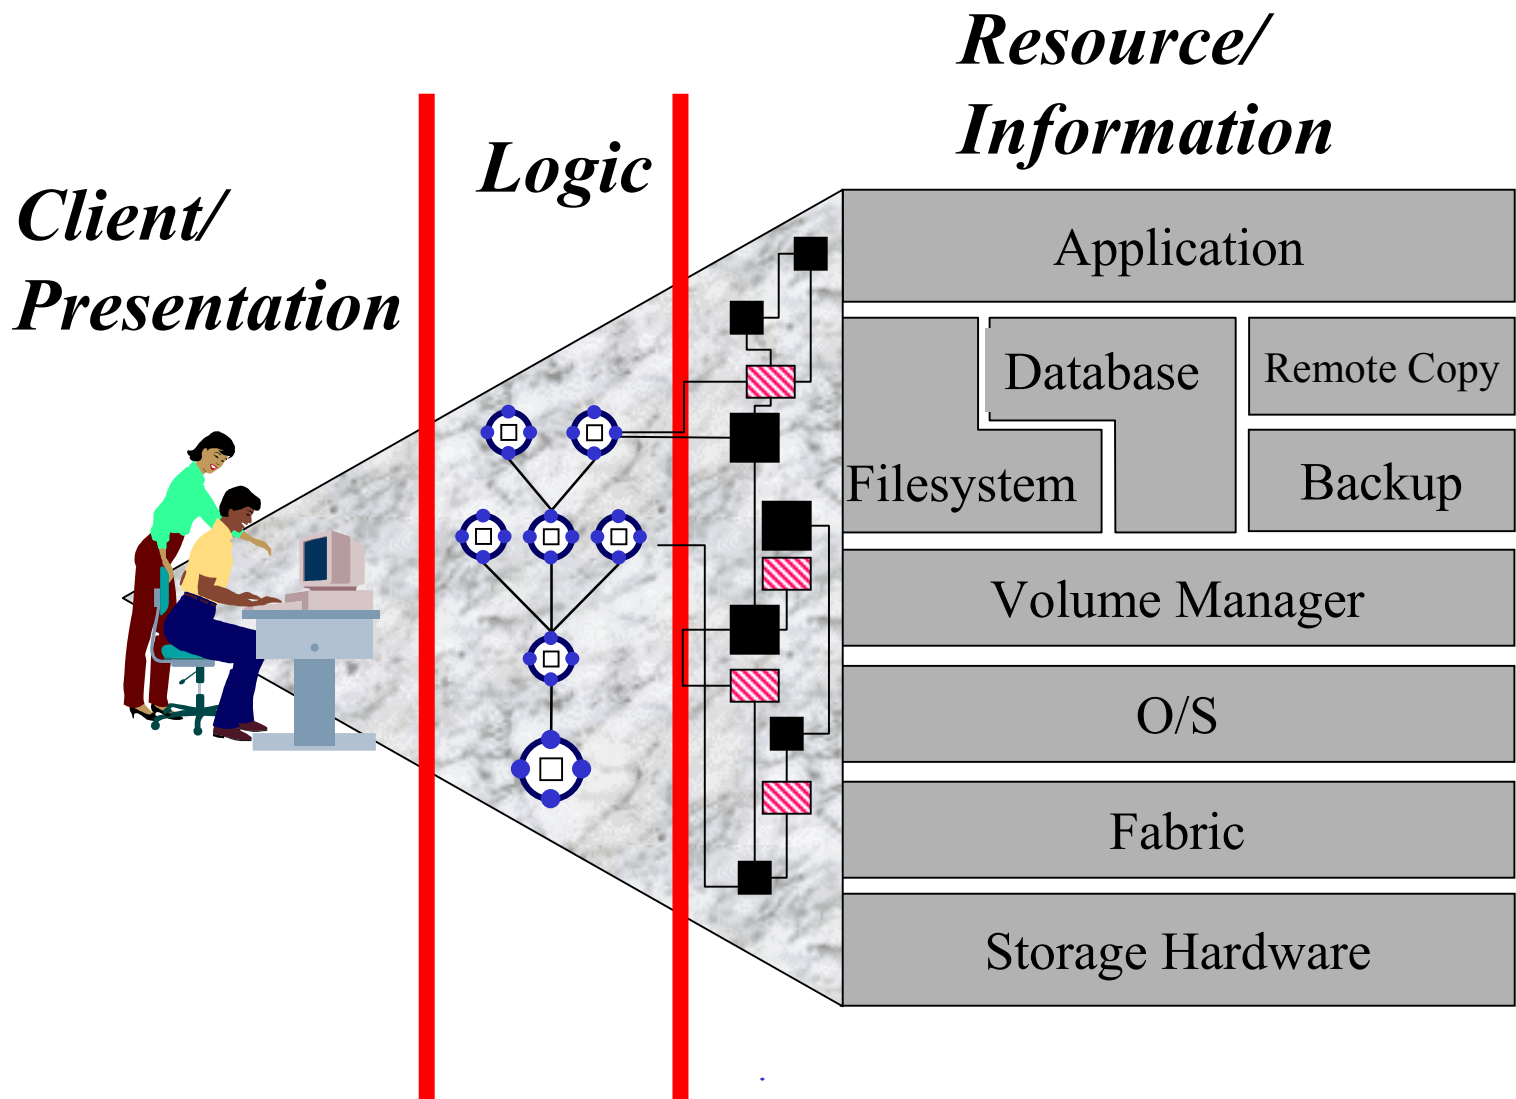 Client/
Presentation
Logic
Resource/
Information
Application
Database
Remote Copy
Filesystem
Backup
Volume Manager
O/S
Fabric
Storage Hardware